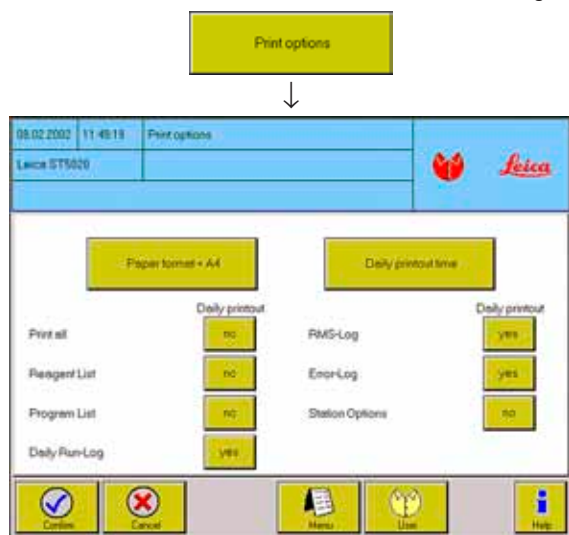 Print options
↓
08.02.2002 11:49:19 Print options
Leica ST5020
Leica
Paper format = A4 Daily printout time
Daily printout Daily printout
Print all no RMS-Log yes
Reagent List no Error-Log yes
Program List no Station Options no
Daily Run-Log yes
Confirm Cancel Menu User Help